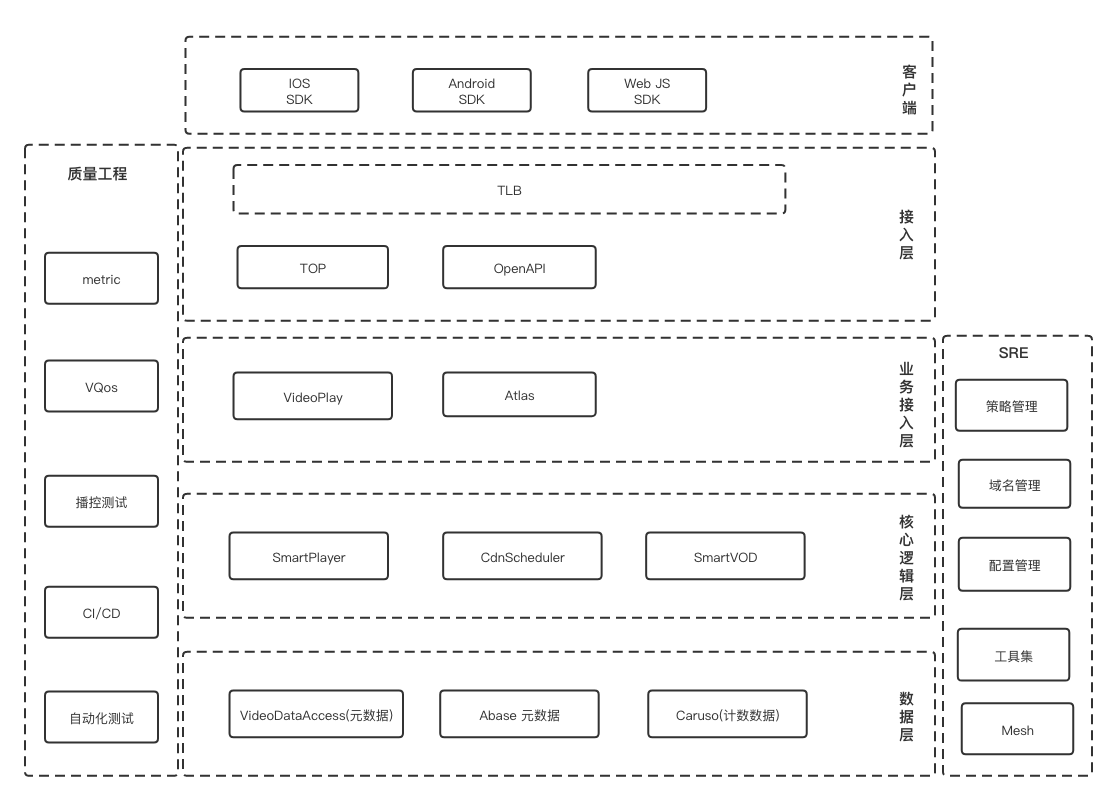 IOS
SDK
Android
SDK
Web JS
SDK
客户端
质量工程
metric
VQos
播控测试
CI/CD
自动化测试
TLB
TOP
OpenAPI
接入层
VideoPlay
Atlas
业务接入层
SmartPlayer
CdnScheduler
SmartVOD
核心逻辑层
VideoDataAccess(元数据)
Abase 元数据
Caruso(计数数据)
数据层
SRE
策略管理
域名管理
配置管理
工具集
Mesh